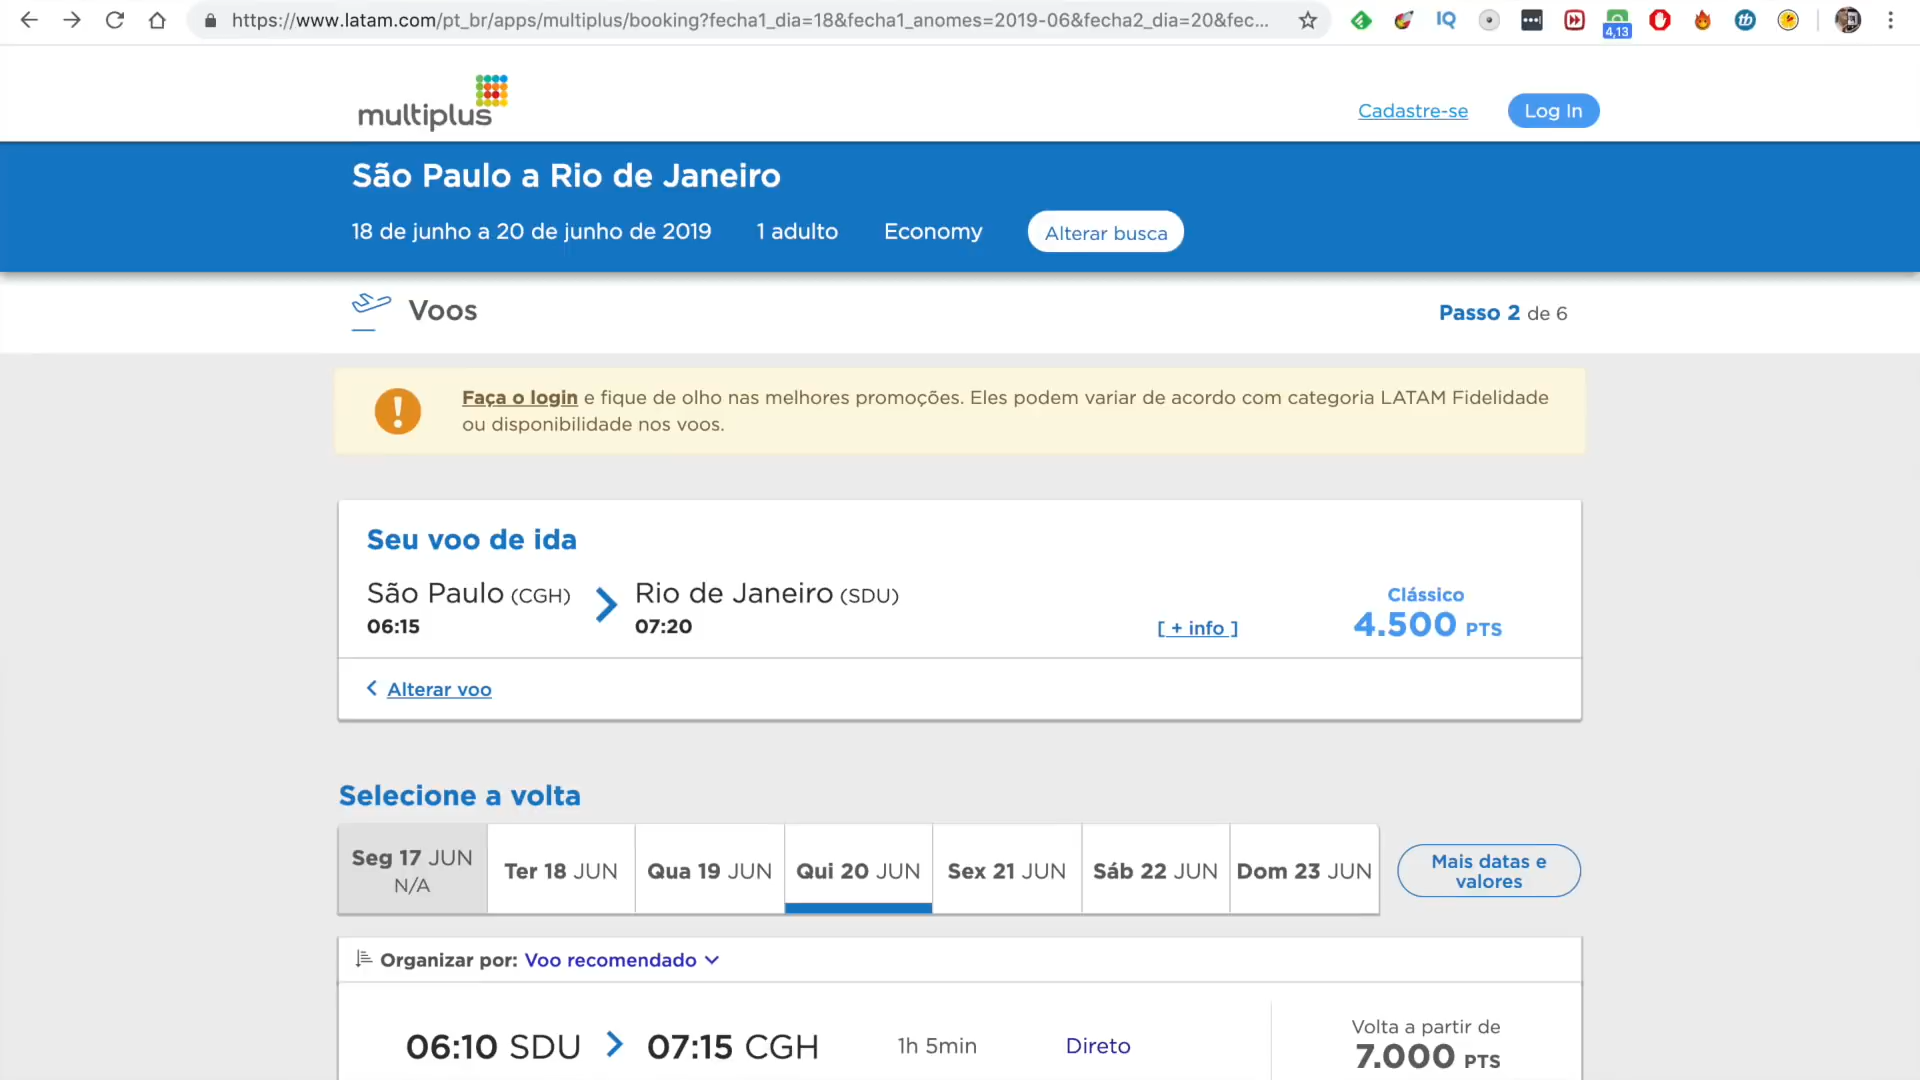 https://www.latam.com/pt_br/apps/multiplus/booking?fecha1_dia=18&fecha1_anomes=2019-06&fecha2_dia=20&fec...
IQ
4,13
multiplus
Cadastre-se
Log In
São Paulo a Rio de Janeiro
18 de junho a 20 de junho de 2019 1 adulto Economy Alterar busca
Voos
Passo 2 de 6
Faça o login e fique de olho nas melhores promoções. Eles podem variar de acordo com categoria LATAM Fidelidade
ou disponibilidade nos voos.
Seu voo de ida
São Paulo (CGH) Rio de Janeiro (SDU)
06:15 07:20
[ + info ]
Clássico
4.500 PTS
Alterar voo
Selecione a volta
Seg 17 JUN
N/A
Ter 18 JUN
Qua 19 JUN
Qui 20 JUN
Sex 21 JUN
Sáb 22 JUN
Dom 23 JUN
Mais datas e
valores
Organizar por: Voo recomendado
06:10 SDU 07:15 CGH 1h 5min Direto
Volta a partir de
7.000 PTS